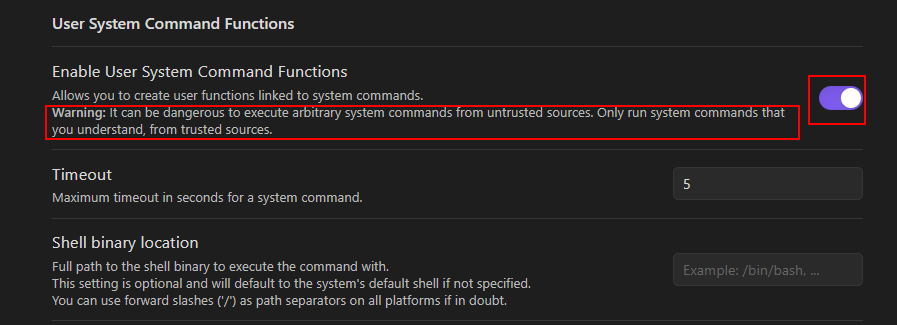 User System Command Functions
Enable User System Command Functions
Allows you to create user functions linked to system commands.
Warning: It can be dangerous to execute arbitrary system commands from untrusted sources. Only run system commands that
you understand, from trusted sources.
Timeout
Maximum timeout in seconds for a system command.
5
Shell binary location
Full path to the shell binary to execute the command with.
This setting is optional and will default to the system's default shell if not specified.
You can use forward slashes ('/') as path separators on all platforms if in doubt.
Example: /bin/bash, ...